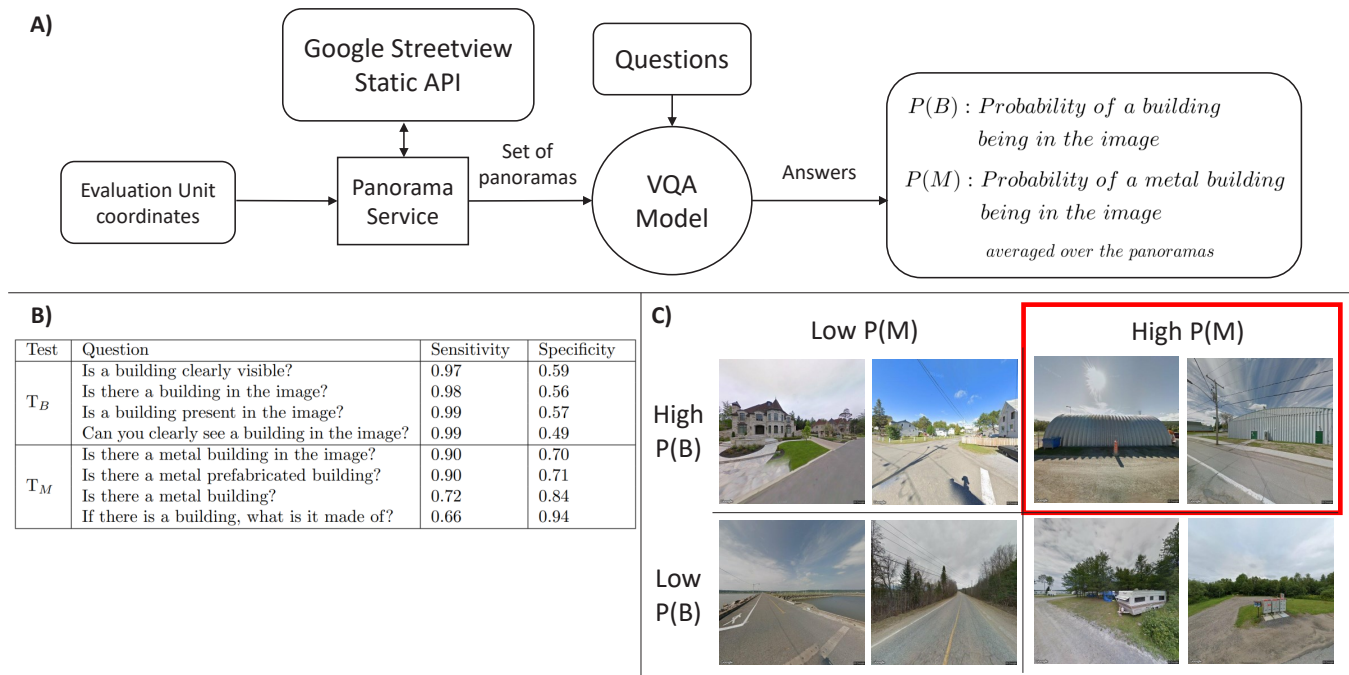 A)
Google Streetview
Static API
Questions
Evaluation Unit
coordinates
Panorama
Service
Set of
panoramas
VQA
Model
Answers
P(B) : Probability of a building
being in the image
P(M) : Probability of a metal building
being in the image
averaged over the panoramas
B)
Test Question Sensitivity Specificity
T_B
Is a building clearly visible? 0.97 0.59
Is there a building in the image? 0.98 0.56
Is a building present in the image? 0.99 0.57
Can you clearly see a building in the image? 0.99 0.49
T_M
Is there a metal building in the image? 0.90 0.70
Is there a metal prefabricated building? 0.90 0.71
Is there a metal building? 0.72 0.84
If there is a building, what is it made of? 0.66 0.94
C)
Low P(M)
High P(M)
High
P(B)
Low
P(B)